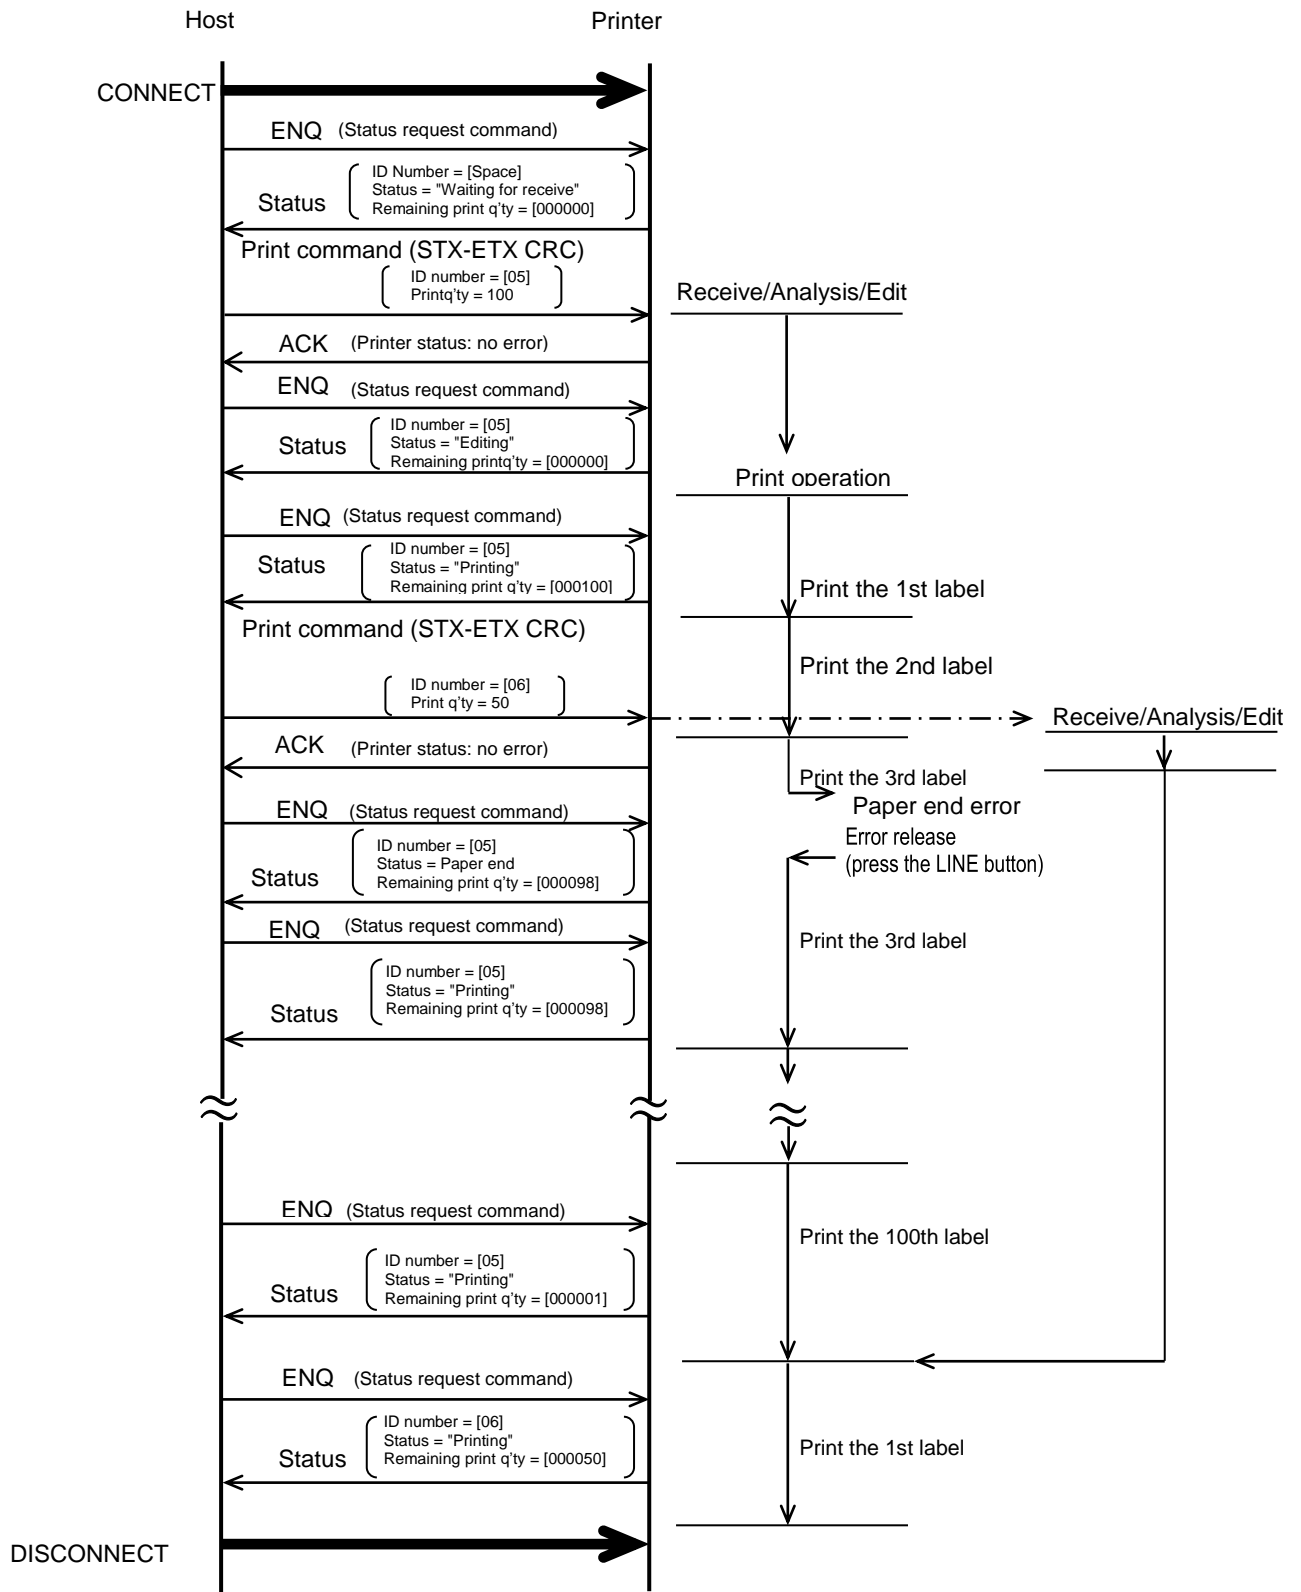 Host
Printer
CONNECT
ENQ (Status request command)
ID Number = [Space]
Status = "Waiting for receive"
Remaining print q'ty = [000000]
Status
Print command (STX-ETX CRC)
ID number = [05]
Printq'ty = 100
Receive/Analysis/Edit
ACK (Printer status: no error)
ENQ (Status request command)
ID number = [05]
Status = "Editing"
Remaining printq'ty = [000000]
Status
Print operation
ENQ (Status request command)
ID number = [05]
Status = "Printing"
Remaining print q'ty = [000100]
Status
Print the 1st label
Print command (STX-ETX CRC)
Print the 2nd label
ID number = [06]
Print q'ty = 50
Receive/Analysis/Edit
ACK (Printer status: no error)
Print the 3rd label
Paper end error
ENQ (Status request command)
Error release
(press the LINE button)
ID number = [05]
Status = Paper end
Remaining print q'ty = [000098]
Status
ENQ (Status request command)
Print the 3rd label
ID number = [05]
Status = "Printing"
Remaining print q'ty = [000098]
Status
ENQ (Status request command)
Print the 100th label
ID number = [05]
Status = "Printing"
Remaining print q'ty = [000001]
Status
ENQ (Status request command)
ID number = [06]
Status = "Printing"
Remaining print q'ty = [000050]
Status
Print the 1st label
DISCONNECT